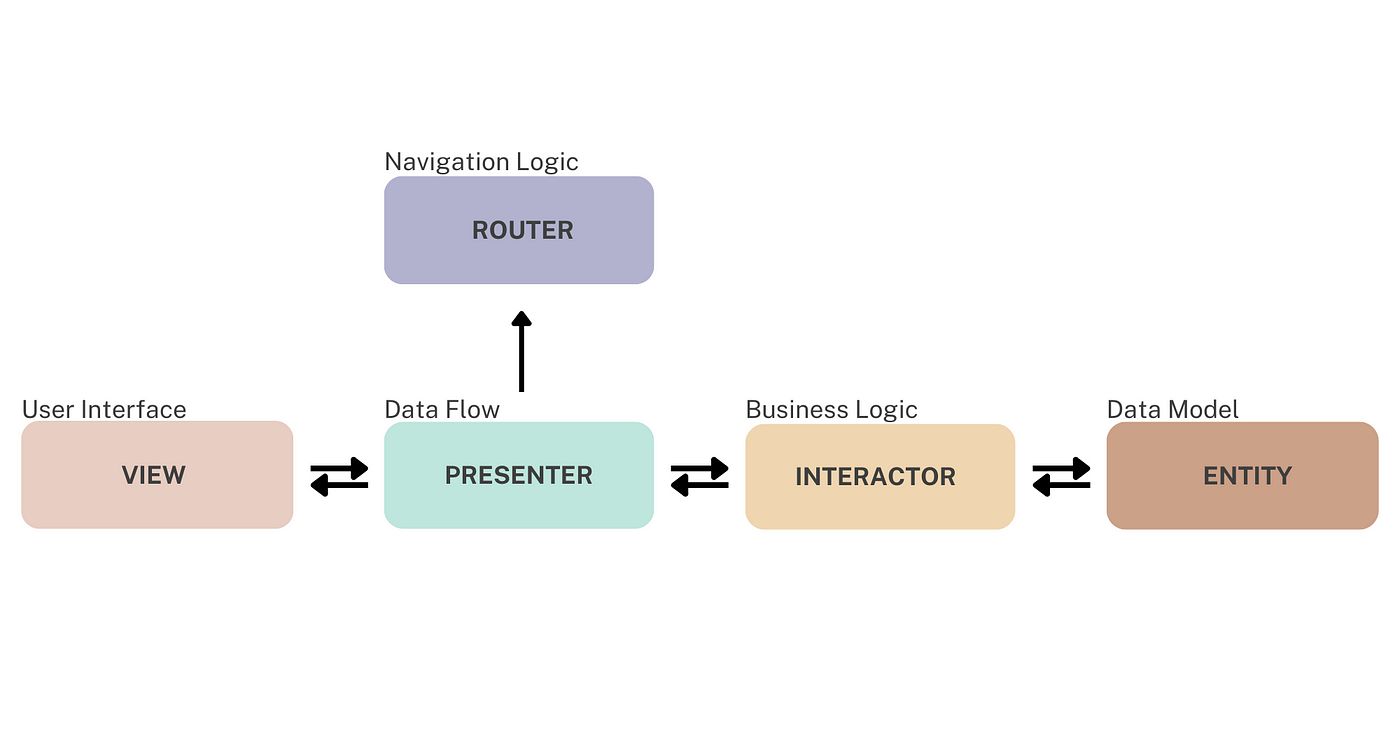 Navigation Logic
ROUTER
User Interface
VIEW
Data Flow
PRESENTER
Business Logic
INTERACTOR
Data Model
ENTITY